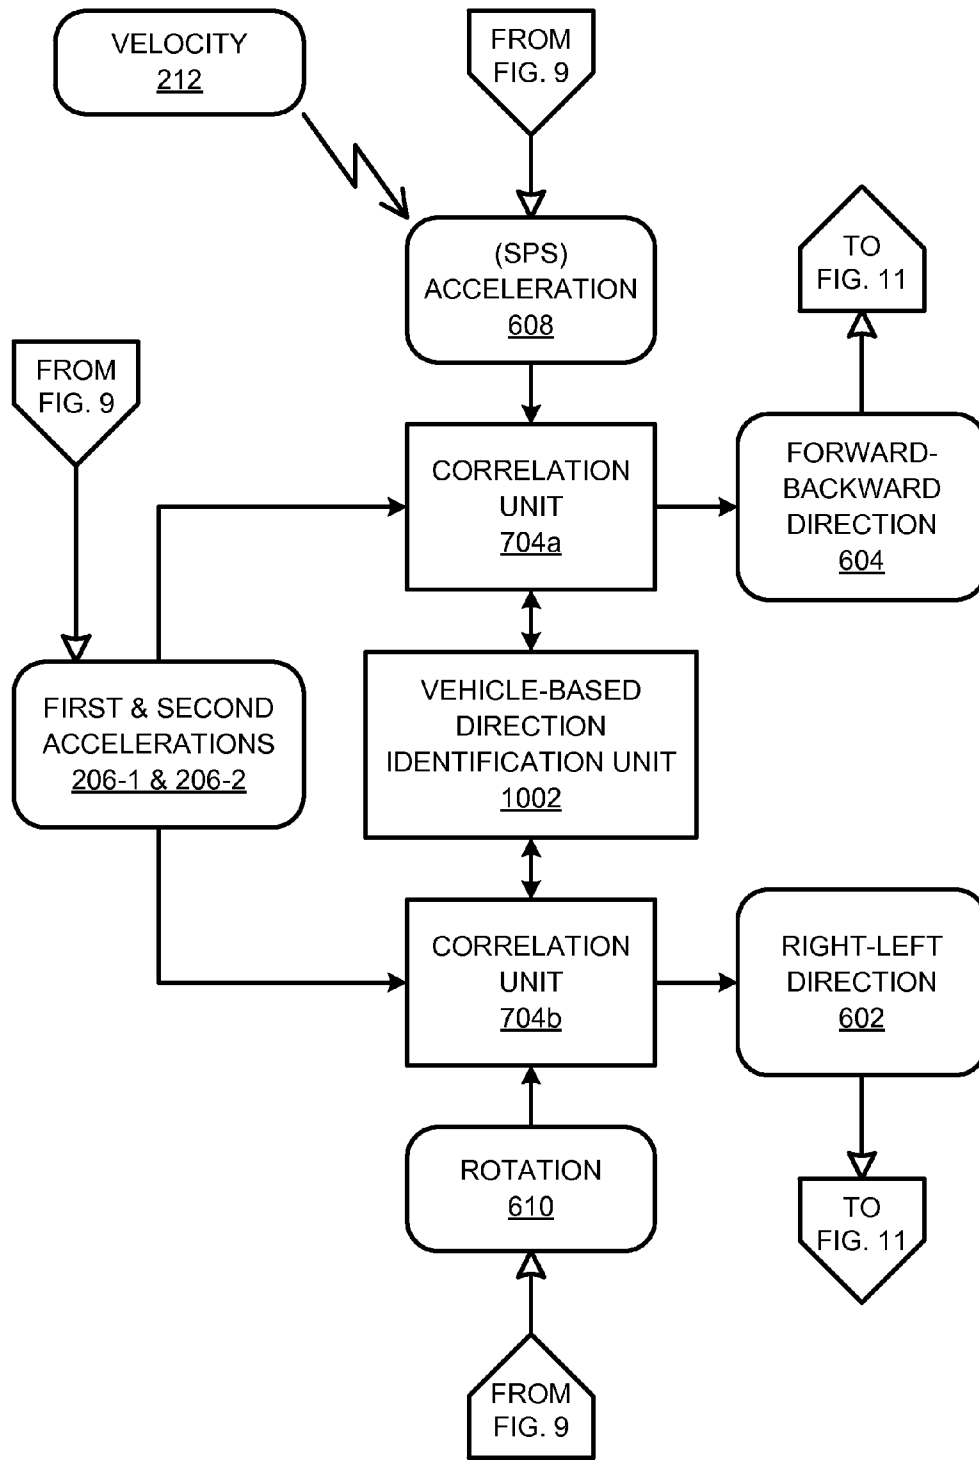 VELOCITY
212
FROM
FIG. 9
(SPS)
ACCELERATION
608
TO
FIG. 11
FROM
FIG. 9
CORRELATION
UNIT
704a
FORWARD-
BACKWARD
DIRECTION
604
FIRST & SECOND
ACCELERATIONS
206-1 & 206-2
VEHICLE-BASED
DIRECTION
IDENTIFICATION UNIT
1002
CORRELATION
UNIT
704b
RIGHT-LEFT
DIRECTION
602
ROTATION
610
TO
FIG. 11
FROM
FIG. 9